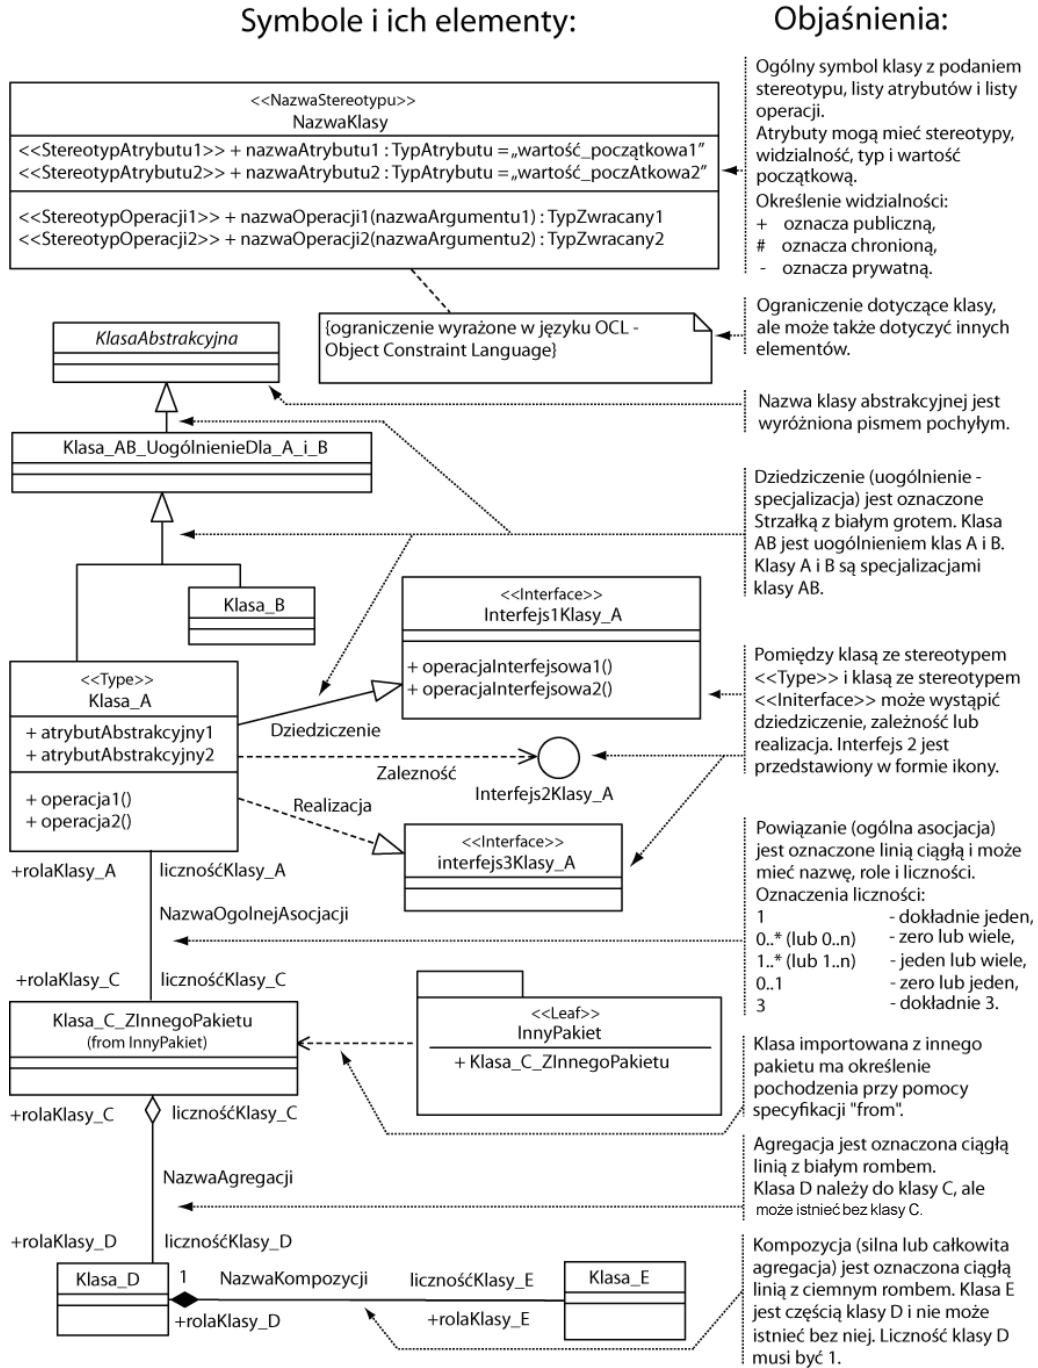 Symbole i ich elementy:
Objaśnienia:
<<NazwaStereotypu>>
NazwaKlasy
<<StereotypAtrybutu1>> + nazwaAtrybutu1 : TypAtrybutu = „wartość_początkowa1”
<<StereotypAtrybutu2>> + nazwaAtrybutu2 : TypAtrybutu = „wartość_poczAtkowa2”
<<StereotypOperacji1>> + nazwaOperacji1(nazwaArgumentu1) : TypZwracany1
<<StereotypOperacji2>> + nazwaOperacji2(nazwaArgumentu2) : TypZwracany2
Ogólny symbol klasy z podaniem
stereotypu, listy atrybutów i listy
operacji.
Atrybuty mogą mieć stereotypy,
widzialność, typ i wartość
początkową.
Określenie widzialności:
+ oznacza publiczną,
# oznacza chronioną,
- oznacza prywatną.
{ograniczenie wyrażone w języku OCL -
Object Constraint Language}
Ograniczenie dotyczące klasy,
ale może także dotyczyć innych
elementów.
KlasaAbstrakcyjna
Nazwa klasy abstrakcyjnej jest
wyróżniona pismem pochyłym.
Klasa_AB_UogólnienieDla_A_i_B
Dziedziczenie (uogólnienie -
specjalizacja) jest oznaczone
Strzałką z białym grotem. Klasa
AB jest uogólnieniem klas A i B.
Klasy A i B są specjalizacjami
klasy AB.
Klasa_B
<<Interface>>
Interfejs1Klasy_A
+ operacjaInterfejsowa1()
+ operacjaInterfejsowa2()
<<Type>>
Klasa_A
+ atrybutAbstrakcyjny1
+ atrybutAbstrakcyjny2
+ operacja1()
+ operacja2()
Dziedziczenie
Zalezność
Interfejs2Klasy_A
Realizacja
<<Interface>>
interfejs3Klasy_A
Pomiędzy klasą ze stereotypem
<<Type>> i klasą ze stereotypem
<<Initerface>> może wystąpić
dziedziczenie, zależność lub
realizacja. Interfejs 2 jest
przedstawiony w formie ikony.
+rolaKlasy_A
licznośćKlasy_A
NazwaOgolnejAsocjacji
+rolaKlasy_C
licznośćKlasy_C
Powiązanie (ogólna asocjacja)
jest oznaczone linią ciągłą i może
mieć nazwę, role i liczności.
Oznaczenia liczności:
1 - dokładnie jeden,
0..* (lub 0..n) - zero lub wiele,
1..* (lub 1..n) - jeden lub wiele,
0..1 - zero lub jeden,
3 - dokładnie 3.
Klasa_C_ZInnegoPakietu
(from InnyPakiet)
<<Leaf>>
InnyPakiet
+ Klasa_C_ZInnegoPakietu
Klasa importowana z innego
pakietu ma określenie
pochodzenia przy pomocy
specyfikacji "from".
+rolaKlasy_C
licznośćKlasy_C
NazwaAgregacji
+rolaKlasy_D
licznośćKlasy_D
Agregacja jest oznaczona ciągłą
linią z białym rombem.
Klasa D należy do klasy C, ale
może istnieć bez klasy C.
Klasa_D
1
NazwaKompozycji
licznośćKlasy_E
+rolaKlasy_D
+rolaKlasy_E
Klasa_E
Kompozycja (silna lub całkowita
agregacja) jest oznaczona ciągłą
linią z ciemnym rombem. Klasa E
jest częścią klasy D i nie może
istnieć bez niej. Liczność klasy D
musi być 1.